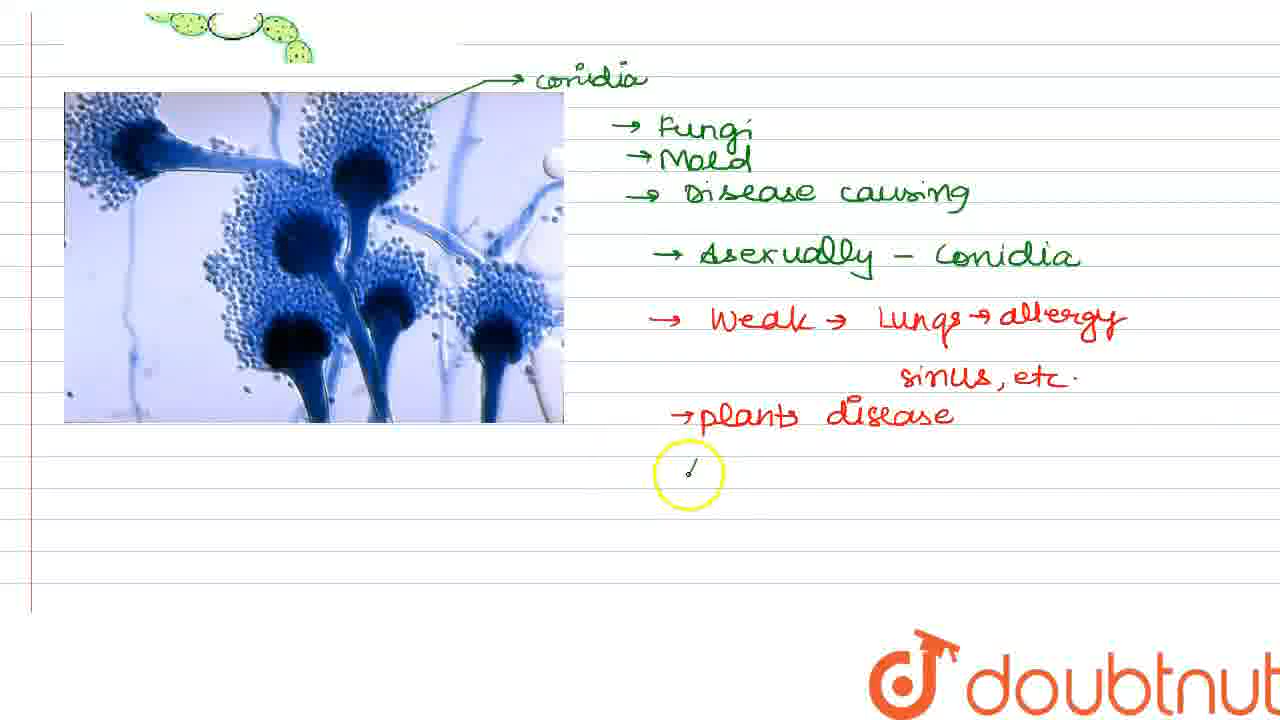 → conidia
→ Fungi
→ Mold
→ Disease causing
→ Asexually – Conidia
→ Weak → Lungs → allergy
sinus, etc.
→ plants disease
doubtnut